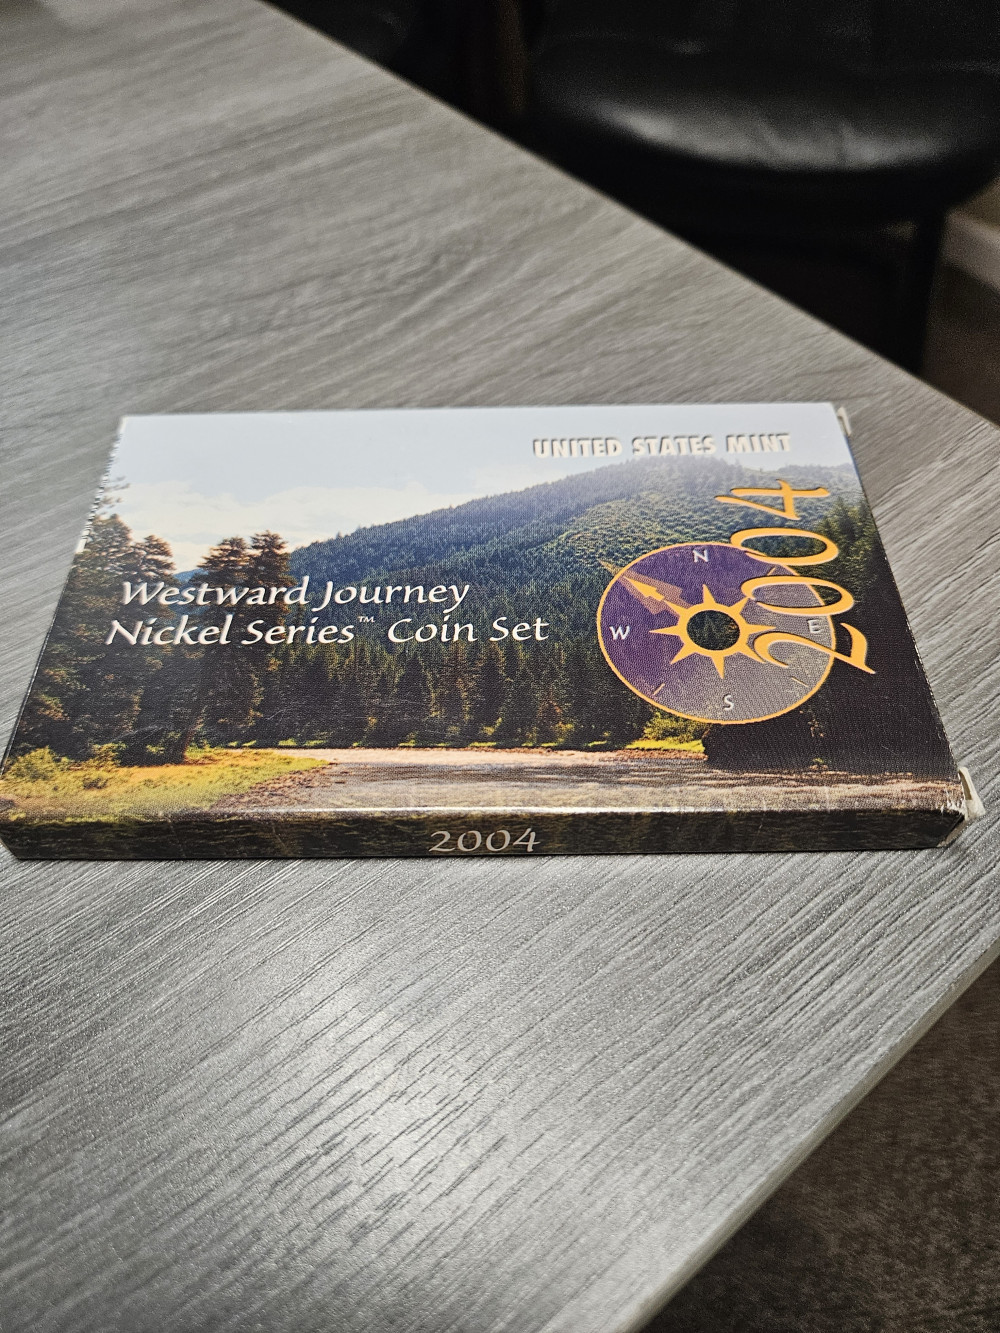 UNITED STATES MINT
2004
Westward Journey
Nickel Series™ Coin Set
N
W
E
S
2004